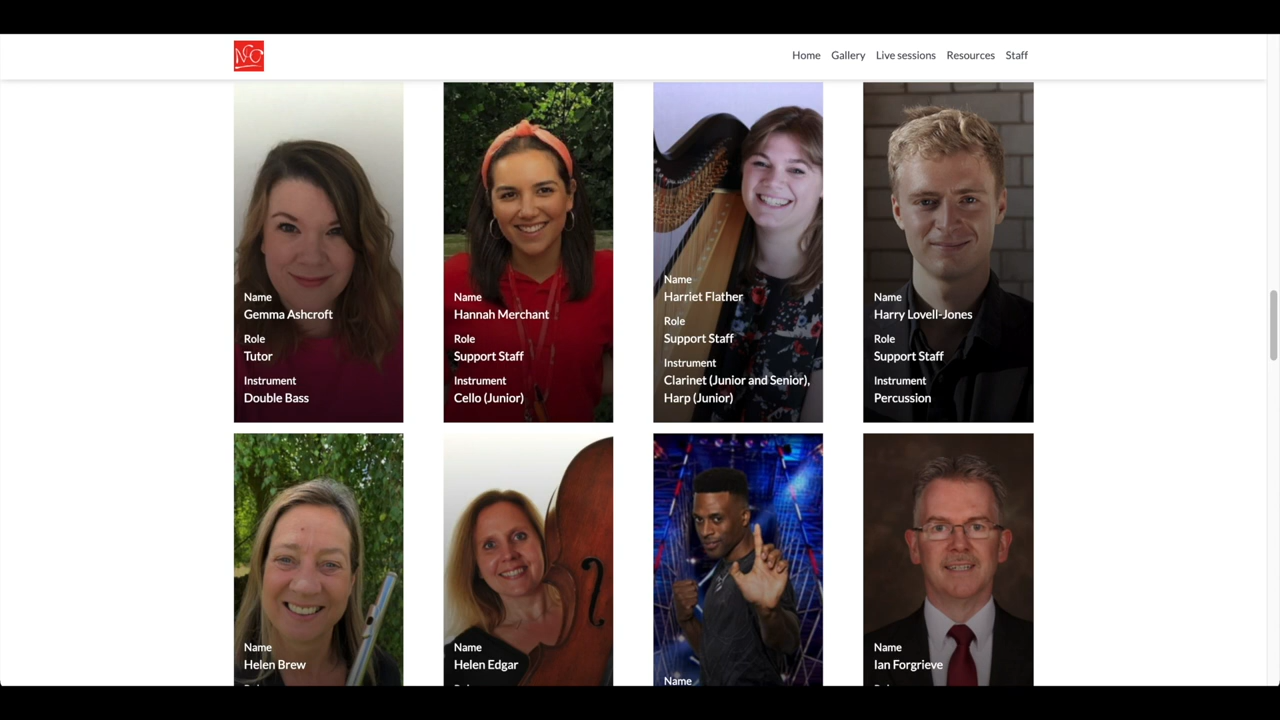 NCO
Home Gallery Live sessions Resources Staff
Name
Gemma Ashcroft
Role
Tutor
Instrument
Double Bass
Name
Hannah Merchant
Role
Support Staff
Instrument
Cello (Junior)
Name
Harriet Flather
Role
Support Staff
Instrument
Clarinet (Junior and Senior),
Harp (Junior)
Name
Harry Lovell-Jones
Role
Support Staff
Instrument
Percussion
Name
Helen Brew
Name
Helen Edgar
Name
Name
Ian Forgrieve